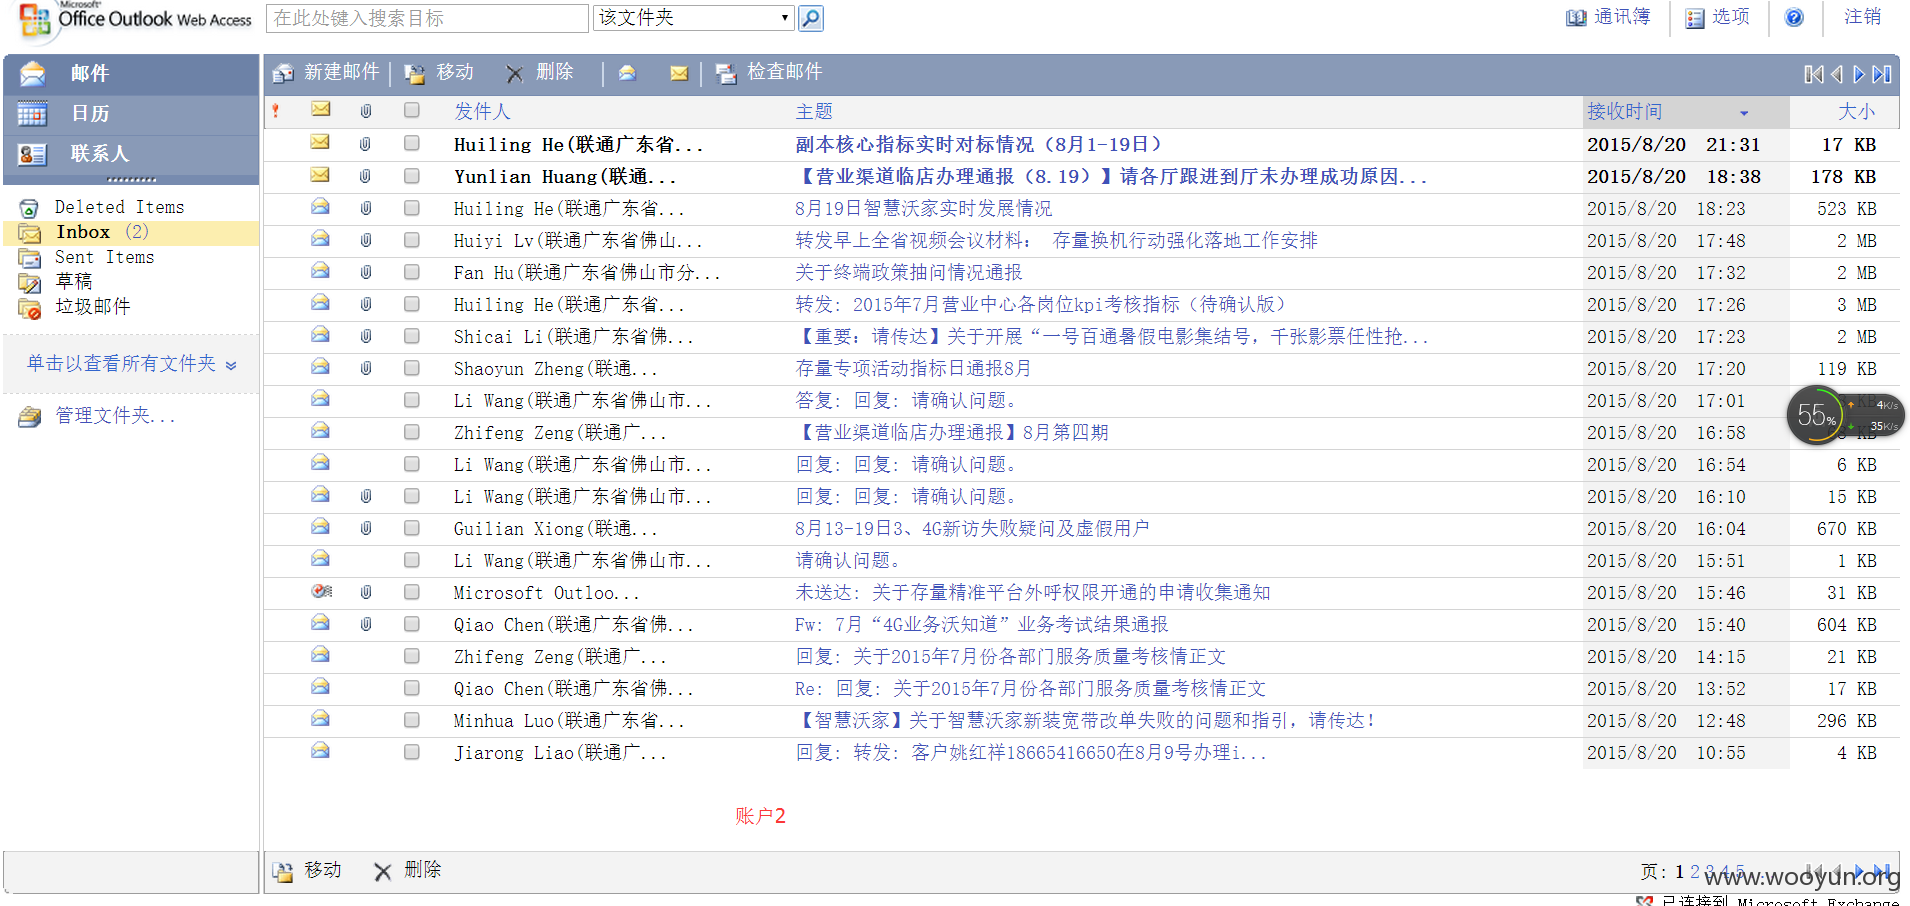 Microsoft®
Office Outlook Web Access 在此处键入搜索目标 该文件夹 通讯簿 选项 注销
邮件
日历
联系人
新建邮件 移动 删除 检查邮件
发件人 主题 接收时间 大小
Huiling He(联通广东省... 副本核心指标实时对标情况（8月1-19日） 2015/8/20 21:31 17 KB
Yunlian Huang(联通... 【营业渠道临店办理通报（8.19）】请各厅跟进到厅未办理成功原因... 2015/8/20 18:38 178 KB
Huiling He(联通广东省... 8月19日智慧沃家实时发展情况 2015/8/20 18:23 523 KB
Huiyi Lv(联通广东省佛山... 转发早上全省视频会议材料： 存量换机行动强化落地工作安排 2015/8/20 17:48 2 MB
Fan Hu(联通广东省佛山市分... 关于终端政策抽问情况通报 2015/8/20 17:32 2 MB
Huiling He(联通广东省... 转发: 2015年7月营业中心各岗位kpi考核指标（待确认版） 2015/8/20 17:26 3 MB
Shicai Li(联通广东省佛... 【重要：请传达】关于开展“一号百通暑假电影集结号，千张影票任性抢... 2015/8/20 17:23 2 MB
Shaoyun Zheng(联通... 存量专项活动指标日通报8月 2015/8/20 17:20 119 KB
Li Wang(联通广东省佛山市... 答复: 回复: 请确认问题。 2015/8/20 17:01
Zhifeng Zeng(联通广... 【营业渠道临店办理通报】8月第四期 2015/8/20 16:58 KB
Li Wang(联通广东省佛山市... 回复: 回复: 请确认问题。 2015/8/20 16:54 6 KB
Li Wang(联通广东省佛山市... 回复: 回复: 请确认问题。 2015/8/20 16:10 15 KB
Guilian Xiong(联通... 8月13-19日3、4G新访失败疑问及虚假用户 2015/8/20 16:04 670 KB
Li Wang(联通广东省佛山市... 请确认问题。 2015/8/20 15:51 1 KB
Microsoft Outloo... 未送达: 关于存量精准平台外呼权限开通的申请收集通知 2015/8/20 15:46 31 KB
Qiao Chen(联通广东省佛... Fw: 7月“4G业务沃知道”业务考试结果通报 2015/8/20 15:40 604 KB
Zhifeng Zeng(联通广... 回复: 关于2015年7月份各部门服务质量考核情正文 2015/8/20 14:15 21 KB
Qiao Chen(联通广东省佛... Re: 回复: 关于2015年7月份各部门服务质量考核情正文 2015/8/20 13:52 17 KB
Minhua Luo(联通广东省... 【智慧沃家】关于智慧沃家新装宽带改单失败的问题和指引，请传达！ 2015/8/20 12:48 296 KB
Jiarong Liao(联通广... 回复: 转发: 客户姚红祥18665416650在8月9号办理i... 2015/8/20 10:55 4 KB
Deleted Items
Inbox (2)
Sent Items
草稿
垃圾邮件
单击以查看所有文件夹
管理文件夹...
55%
4K/s
35K/s
账户2
移动 删除 页: 1 2 3 4 5
www.wooyun.org
已连接到 Microsoft Exchange